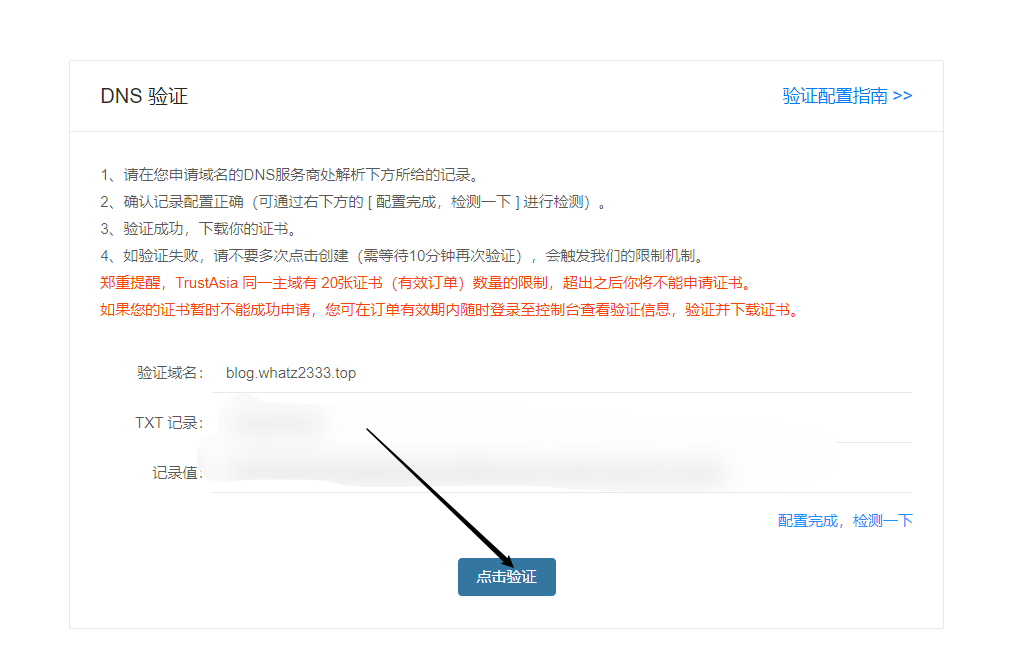 DNS 验证
验证配置指南 >>
1、请在您申请域名的DNS服务商处解析下方所给的记录。
2、确认记录配置正确（可通过右下方的 [ 配置完成，检测一下 ] 进行检测）。
3、验证成功，下载你的证书。
4、如验证失败，请不要多次点击创建（需等待10分钟再次验证），会触发我们的限制机制。
郑重提醒，TrustAsia 同一主域有 20张证书（有效订单）数量的限制，超出之后你将不能申请证书。
如果您的证书暂时不能成功申请，您可在订单有效期内随时登录至控制台查看验证信息，验证并下载证书。
验证域名： blog.whatz2333.top
TXT 记录：
记录值：
配置完成，检测一下
点击验证